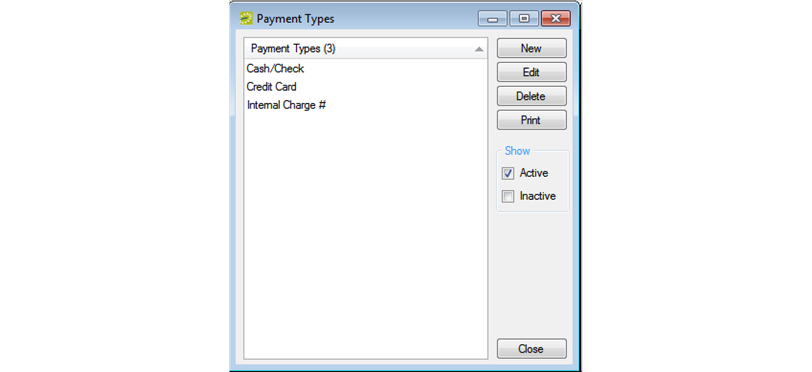 Payment Types
Payment Types (3)
Cash/Check
Credit Card
Internal Charge #
New
Edit
Delete
Print
Show
Active
Inactive
Close